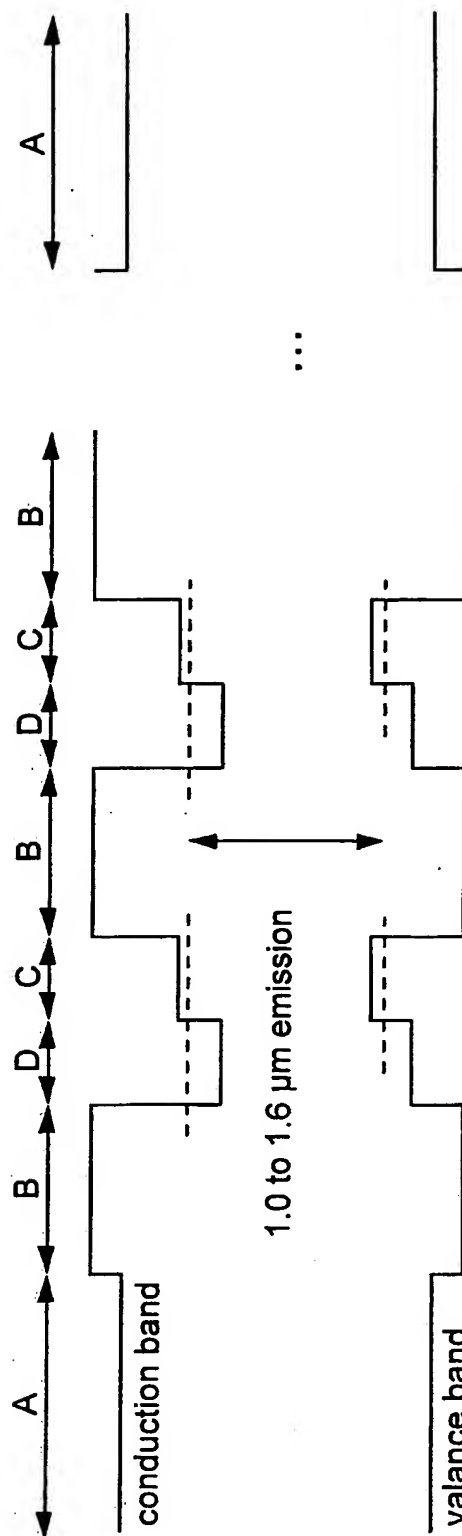 A
B
D
C
B
D
C
B
A
conduction band
1.0 to 1.6 µm emission
...
valance band